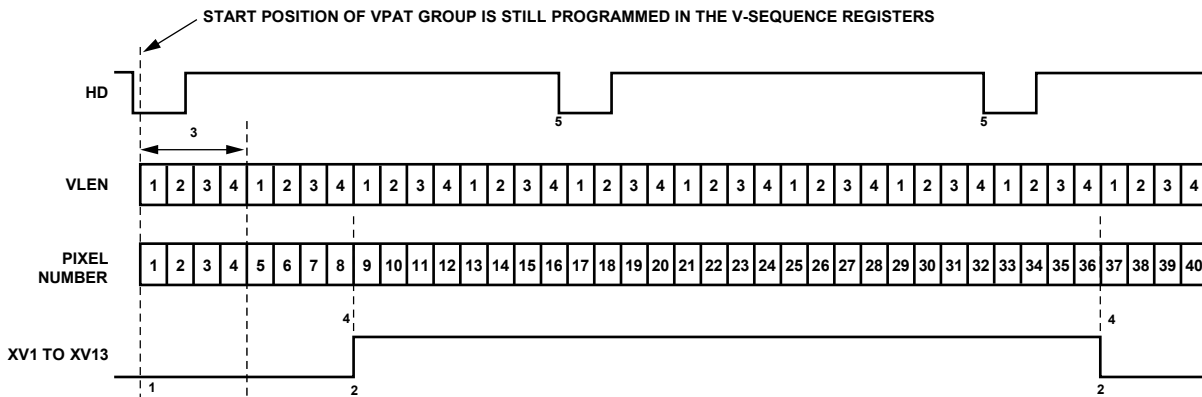 START POSITION OF VPAT GROUP IS STILL PROGRAMMED IN THE V-SEQUENCE REGISTERS
HD
3
5
5
VLEN
1 2 3 4 1 2 3 4 1 2 3 4 1 2 3 4 1 2 3 4 1 2 3 4 1 2 3 4 1 2 3 4 1 2 3 4 1 2 3 4
PIXEL
NUMBER
1 2 3 4 5 6 7 8 9 10 11 12 13 14 15 16 17 18 19 20 21 22 23 24 25 26 27 28 29 30 31 32 33 34 35 36 37 38 39 40
4
4
XV1 TO XV13
1
2
2